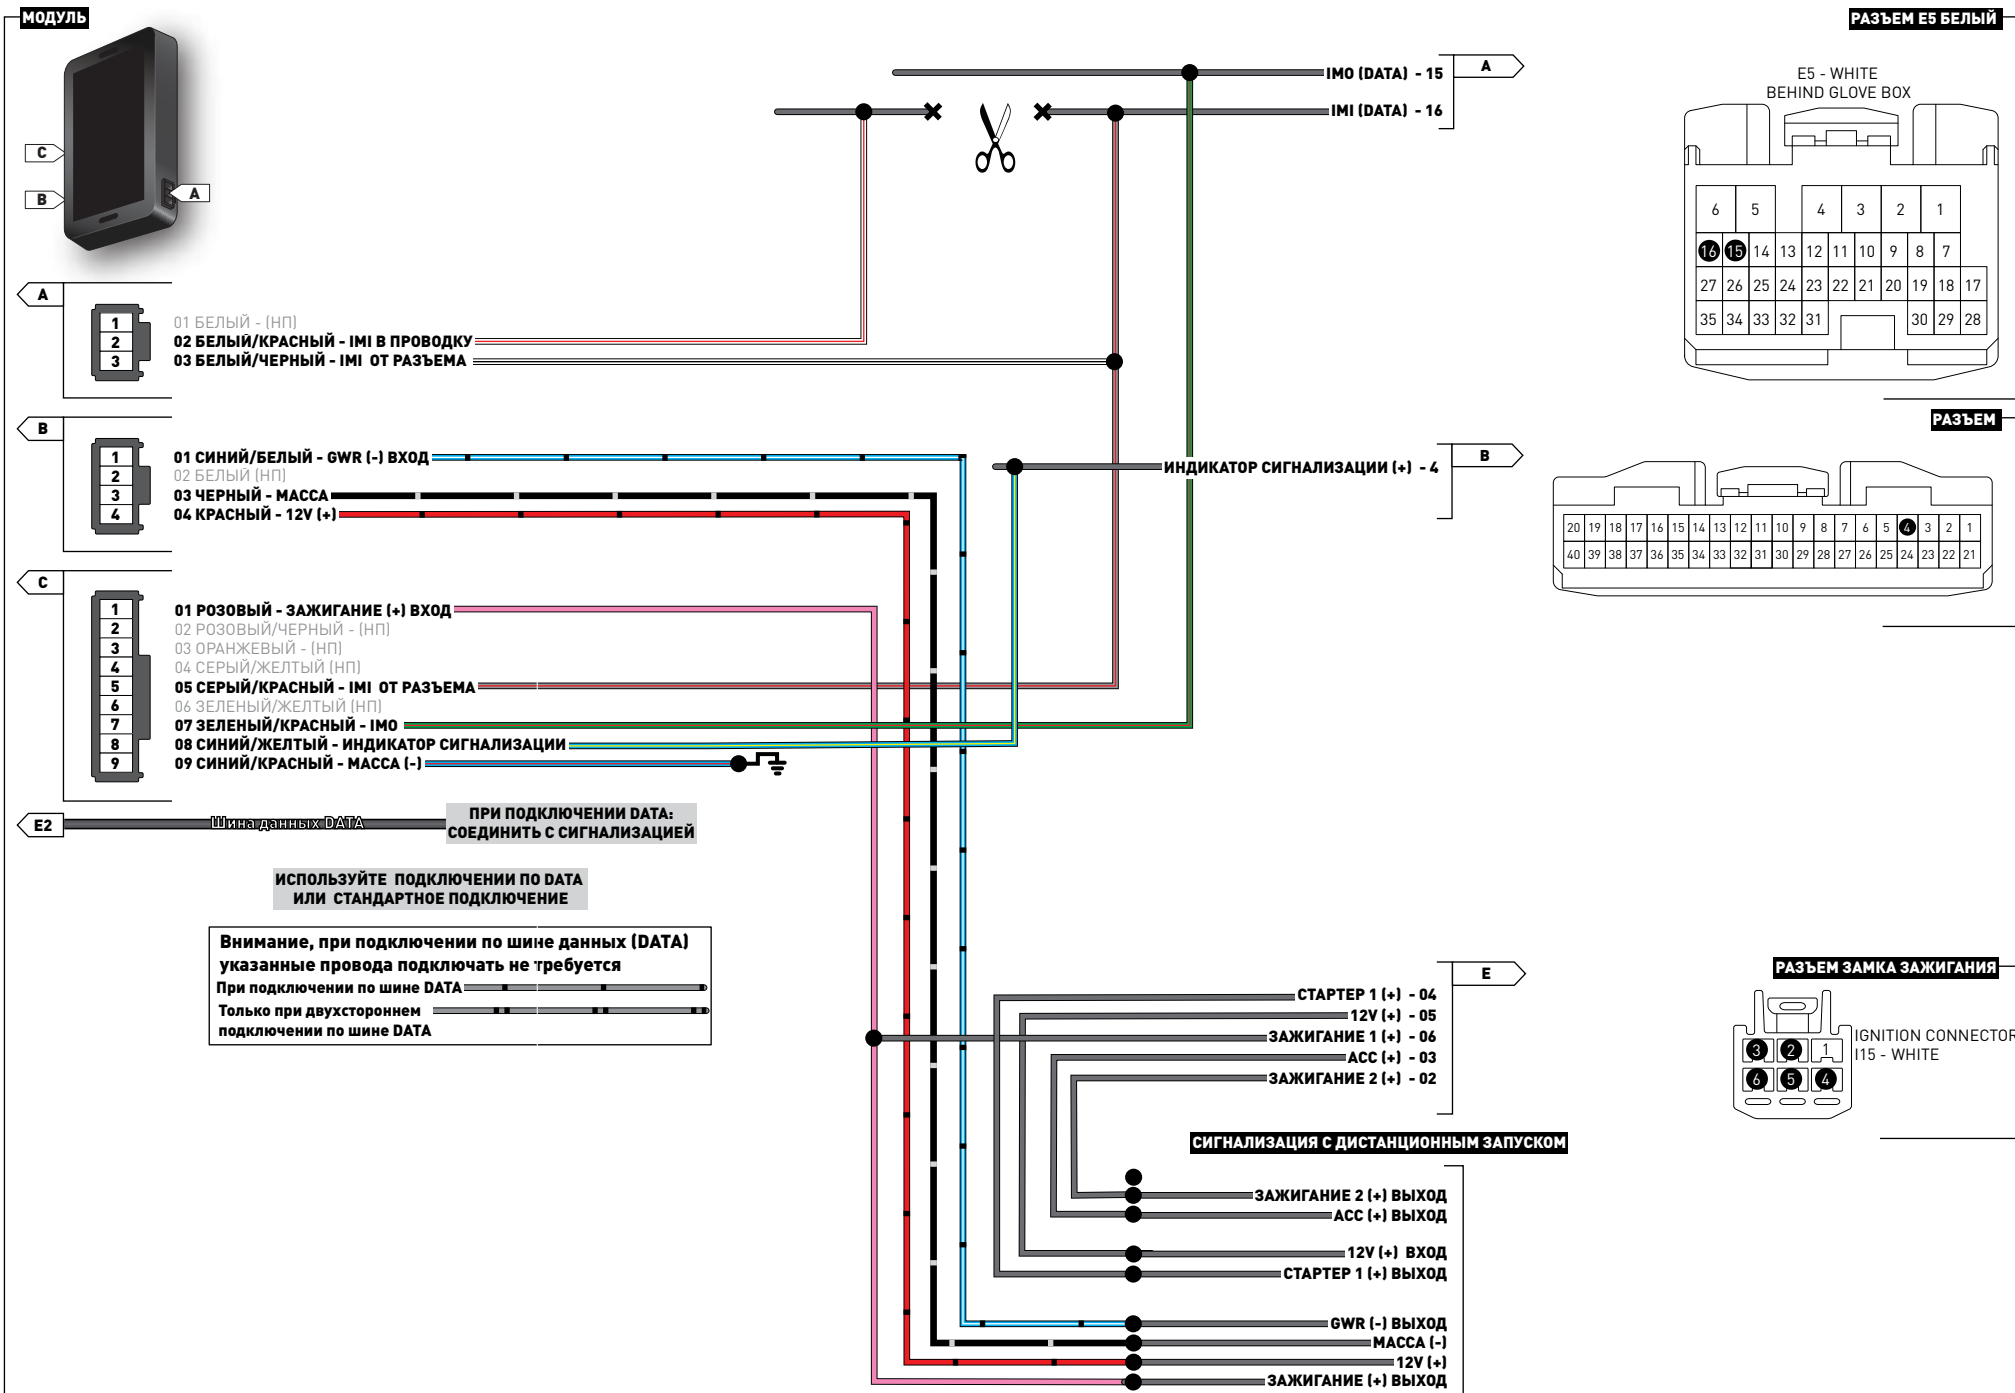 МОДУЛЬ
C
B
A
A
1
2
3
01 БЕЛЫЙ - (НП)
02 БЕЛЫЙ/КРАСНЫЙ - IMI В ПРОВОДКУ
03 БЕЛЫЙ/ЧЕРНЫЙ - IMI ОТ РАЗЪЕМА
B
1
2
3
4
01 СИНИЙ/БЕЛЫЙ - GWR (-) ВХОД
02 БЕЛЫЙ (НП)
03 ЧЕРНЫЙ - МАССА
04 КРАСНЫЙ - 12V (+)
C
1
2
3
4
5
6
7
8
9
01 РОЗОВЫЙ - ЗАЖИГАНИЕ (+) ВХОД
02 РОЗОВЫЙ/ЧЕРНЫЙ - (НП)
03 ОРАНЖЕВЫЙ - (НП)
04 СЕРЫЙ/ЖЕЛТЫЙ (НП)
05 СЕРЫЙ/КРАСНЫЙ - IMI ОТ РАЗЪЕМА
06 ЗЕЛЕНЫЙ/ЖЕЛТЫЙ (НП)
07 ЗЕЛЕНЫЙ/КРАСНЫЙ - IMO
08 СИНИЙ/ЖЕЛТЫЙ - ИНДИКАТОР СИГНАЛИЗАЦИИ
09 СИНИЙ/КРАСНЫЙ - МАССА (-)
E2
Шина данных DATA
ПРИ ПОДКЛЮЧЕНИИ DATA:
СОЕДИНИТЬ С СИГНАЛИЗАЦИЕЙ
ИСПОЛЬЗУЙТЕ ПОДКЛЮЧЕНИИ ПО DATA
ИЛИ СТАНДАРТНОЕ ПОДКЛЮЧЕНИЕ
Внимание, при подключении по шине данных (DATA)
указанные провода подключать не требуется
При подключении по шине DATA
Только при двухстороннем
подключении по шине DATA
IMO (DATA) - 15
IMI (DATA) - 16
A
ИНДИКАТОР СИГНАЛИЗАЦИИ (+) - 4
B
E
СТАРТЕР 1 (+) - 04
12V (+) - 05
ЗАЖИГАНИЕ 1 (+) - 06
ACC (+) - 03
ЗАЖИГАНИЕ 2 (+) - 02
СИГНАЛИЗАЦИЯ С ДИСТАНЦИОННЫМ ЗАПУСКОМ
ЗАЖИГАНИЕ 2 (+) ВЫХОД
ACC (+) ВЫХОД
12V (+) ВХОД
СТАРТЕР 1 (+) ВЫХОД
GWR (-) ВЫХОД
МАССА (-)
12V (+)
ЗАЖИГАНИЕ (+) ВЫХОД
РАЗЪЕМ E5 БЕЛЫЙ
E5 - WHITE
BEHIND GLOVE BOX
6 5 4 3 2 1
16 15 14 13 12 11 10 9 8 7
27 26 25 24 23 22 21 20 19 18 17
35 34 33 32 31 30 29 28
РАЗЪЕМ
20 19 18 17 16 15 14 13 12 11 10 9 8 7 6 5 4 3 2 1
40 39 38 37 36 35 34 33 32 31 30 29 28 27 26 25 24 23 22 21
РАЗЪЕМ ЗАМКА ЗАЖИГАНИЯ
3 2 1
6 5 4
IGNITION CONNECTOR
I15 - WHITE